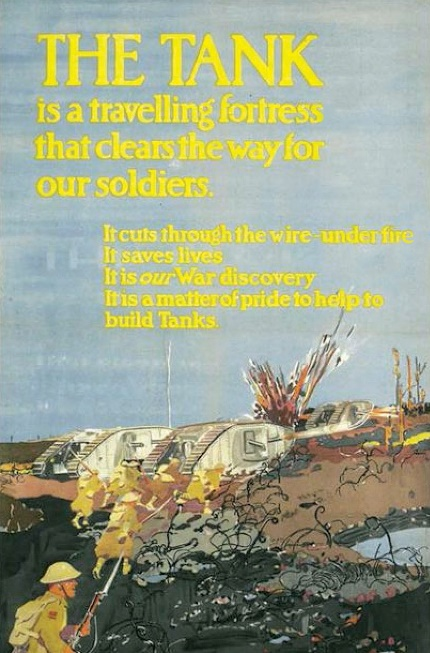 THE TANK
is a travelling fortress
that clears the way for
our soldiers.
It cuts through the wire-under fire
It saves lives
It is our War discovery
It is a matter of pride to help to
build Tanks.